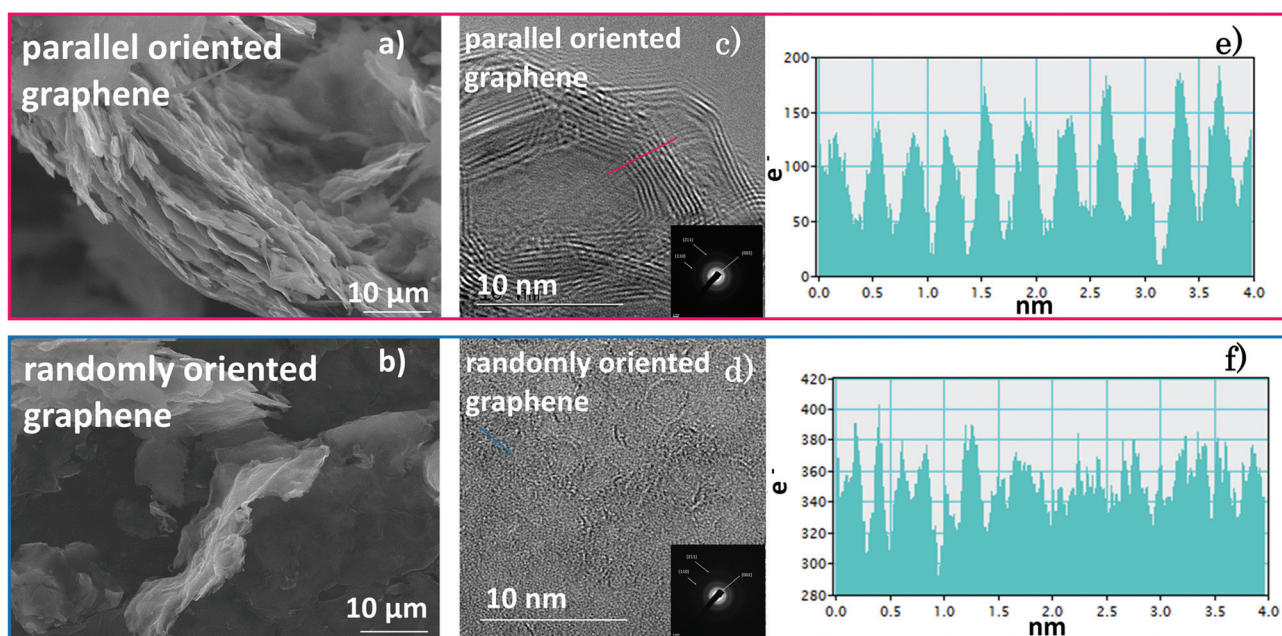 parallel oriented
graphene
a)
10 µm
parallel oriented
graphene
c)
10 nm
(211)
(110)
(002)
e)
200
150
100
50
0
e⁻
0.0 0.5 1.0 1.5 2.0 2.5 3.0 3.5 4.0
nm
randomly oriented
graphene
b)
10 µm
randomly oriented
graphene
d)
10 nm
(211)
(110)
(002)
f)
420
400
380
360
340
320
300
280
e⁻
0.0 0.5 1.0 1.5 2.0 2.5 3.0 3.5 4.0
nm